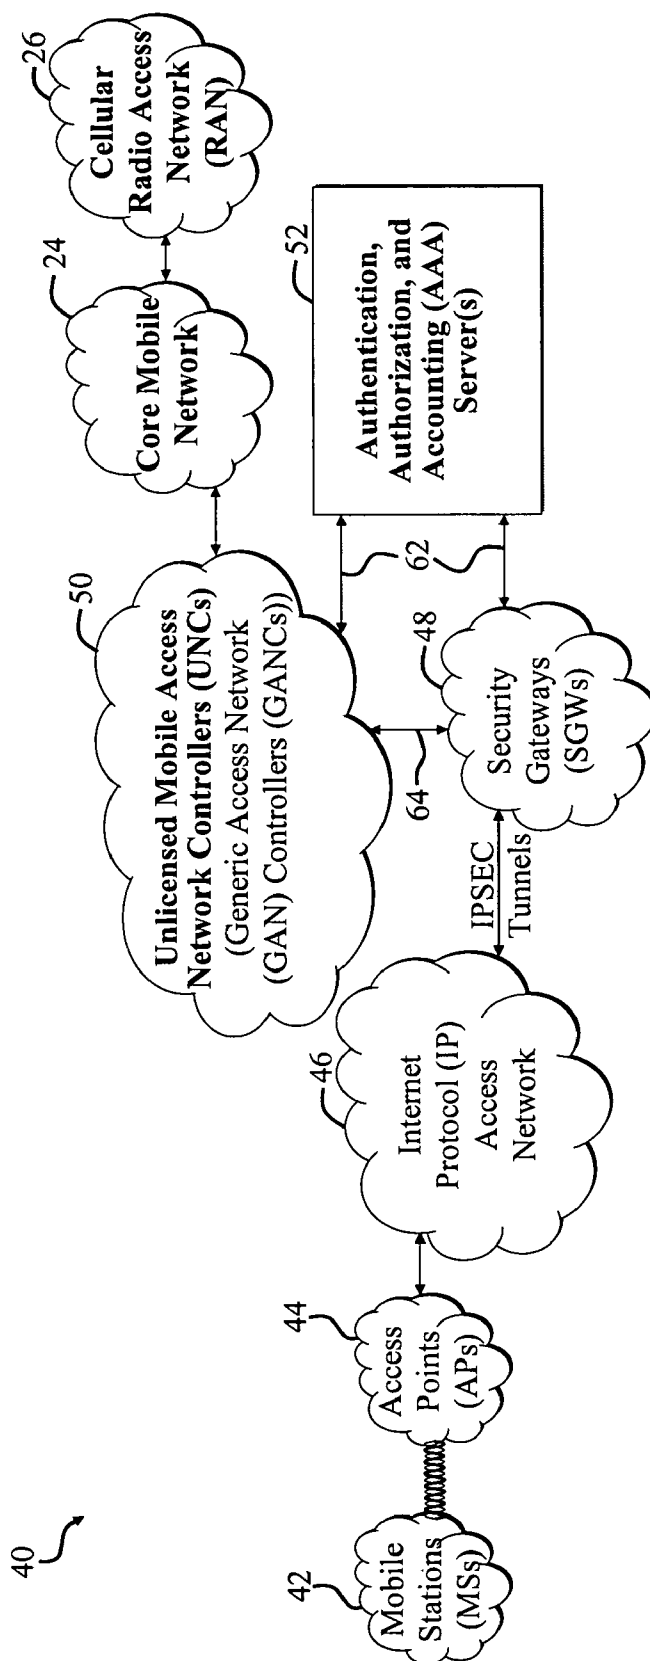 40
42
Mobile
Stations
(MSs)
44
Access
Points
(APs)
46
Internet
Protocol (IP)
Access
Network
IPSEC
Tunnels
48
Security
Gateways
(SGWs)
64
62
50
Unlicensed Mobile Access
Network Controllers (UNCs)
(Generic Access Network
(GAN) Controllers (GANCs))
52
Authentication,
Authorization, and
Accounting (AAA)
Server(s)
24
Core Mobile
Network
26
Cellular
Radio Access
Network
(RAN)